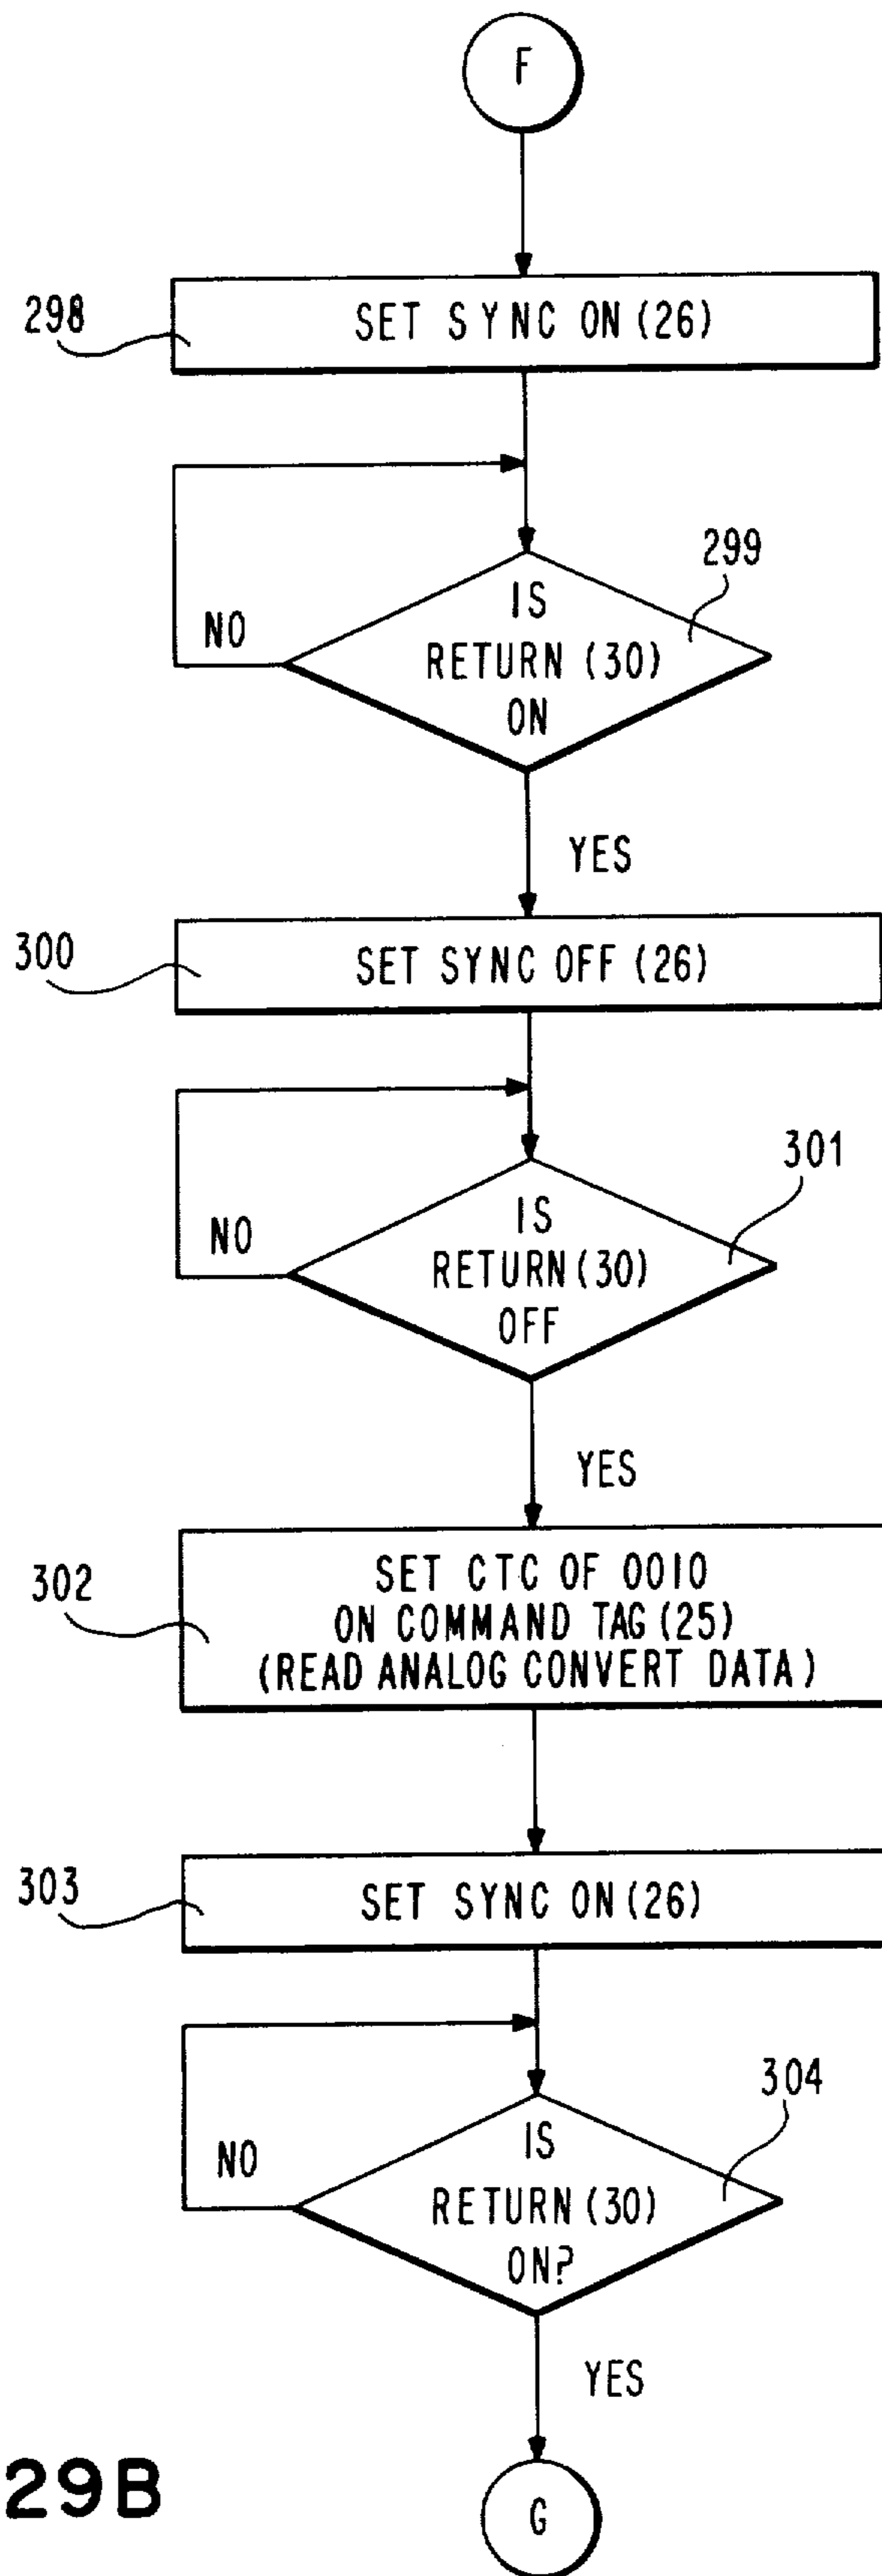 F
298
SET SYNC ON (26)
299
IS
RETURN (30)
ON
NO
YES
300
SET SYNC OFF (26)
301
IS
RETURN (30)
OFF
NO
YES
302
SET CTC OF 0010
ON COMMAND TAG (25)
(READ ANALOG CONVERT DATA)
303
SET SYNC ON (26)
304
IS
RETURN (30)
ON?
NO
YES
29B
G